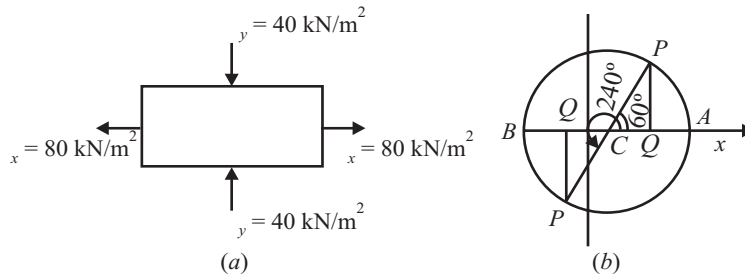 y = 40 kN/m²
x = 80 kN/m²
x = 80 kN/m²
y = 40 kN/m²
(a)
P
240°
60°
Q
B
A
C
Q
x
P
(b)